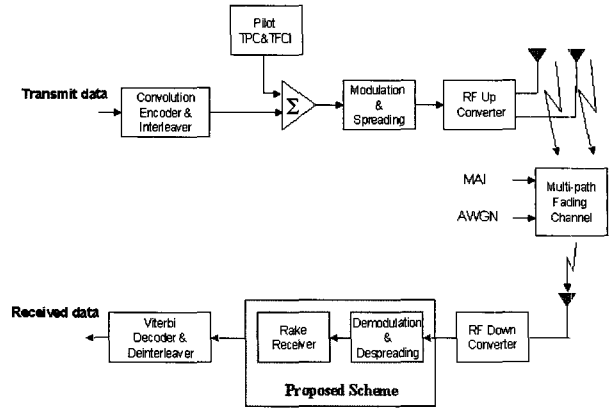 Pilot
TPC&TFCI
Transmit data
Convolution
Encoder &
Interleaver
Σ
Modulation
&
Spreading
RF Up
Converter
MAI
AWGN
Multi-path
Fading
Channel
Received data
Viterbi
Decoder &
Deinterleaver
Rake
Receiver
Demodulation
&
Despreading
RF Down
Converter
Proposed Scheme